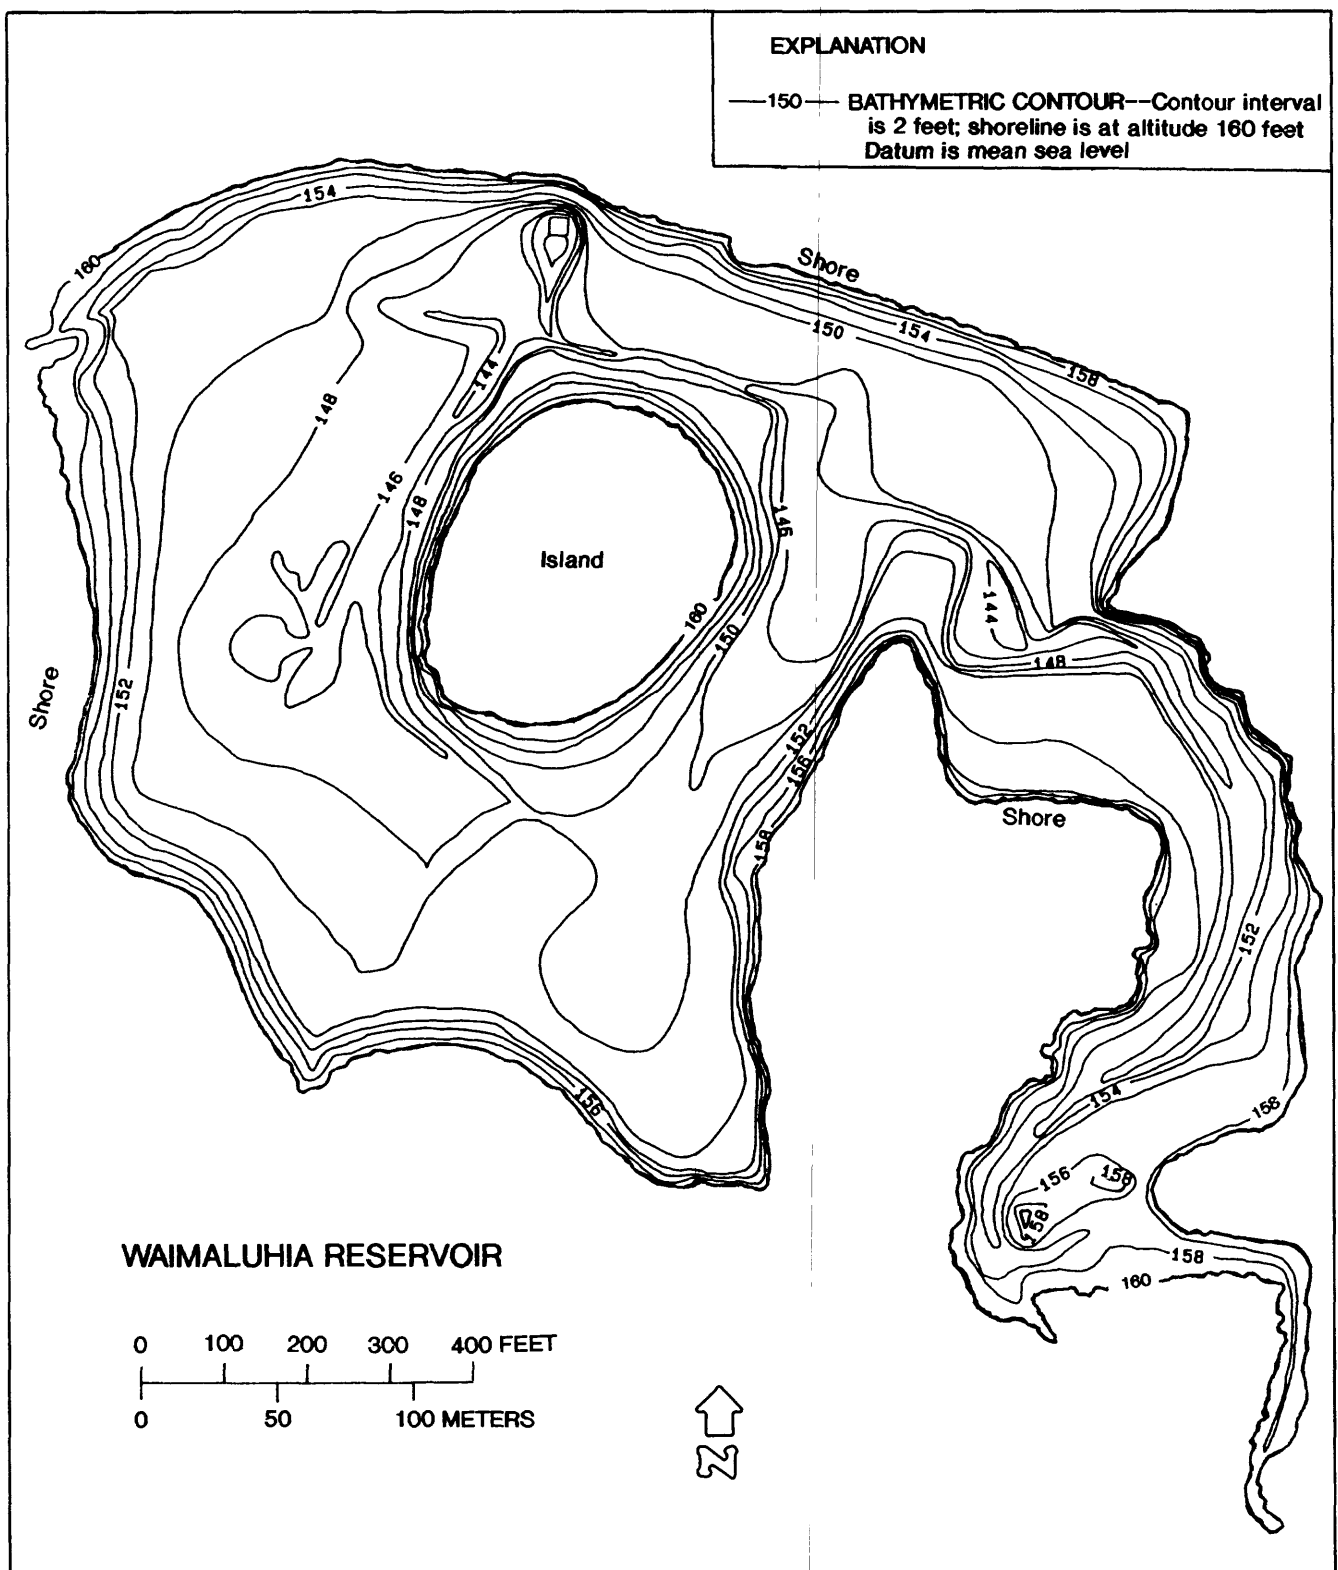 EXPLANATION
150 BATHYMETRIC CONTOUR--Contour interval
is 2 feet; shoreline is at altitude 160 feet
Datum is mean sea level
154
160
Shore
150
154
158
148
144
146
148
146
Island
144
160
150
148
Shore
152
152
156
158
Shore
152
156
154
158
156
158
158
158
160
WAIMALUHIA RESERVOIR
0 100 200 300 400 FEET
0 50 100 METERS
N